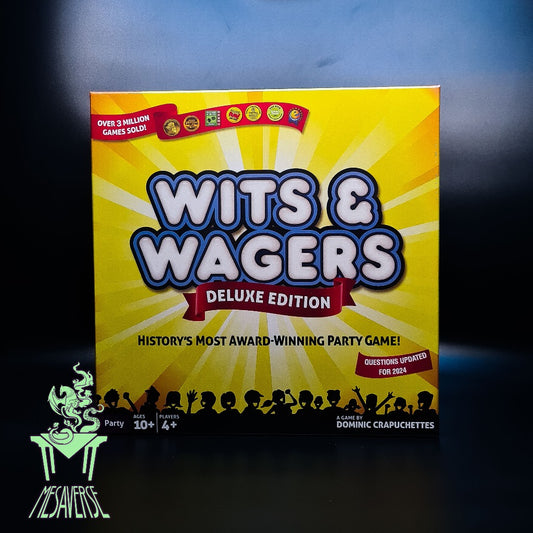 OVER 3 MILLION
GAMES SOLD!
WITS &
WAGERS
DELUXE EDITION
HISTORY'S MOST AWARD-WINNING PARTY GAME!
QUESTIONS UPDATED
FOR 2024
Party
AGES
10+
PLAYERS
4+
A GAME BY
DOMINIC CRAPUCHETTES
MESAVERSE